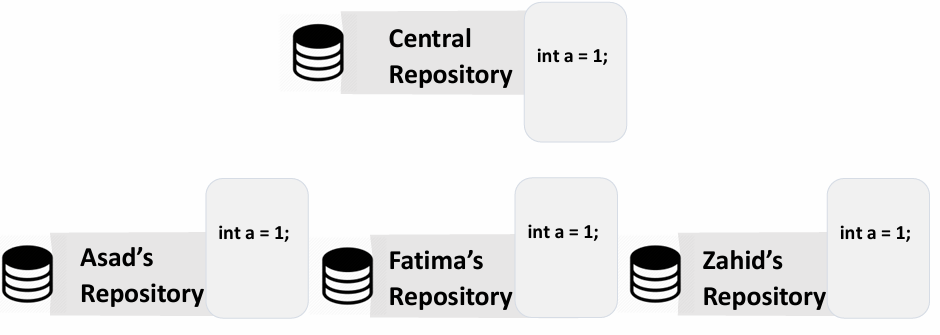 Central
Repository
int a = 1;
Asad's
Repository
int a = 1;
Fatima's
Repository
int a = 1;
Zahid's
Repository
int a = 1;